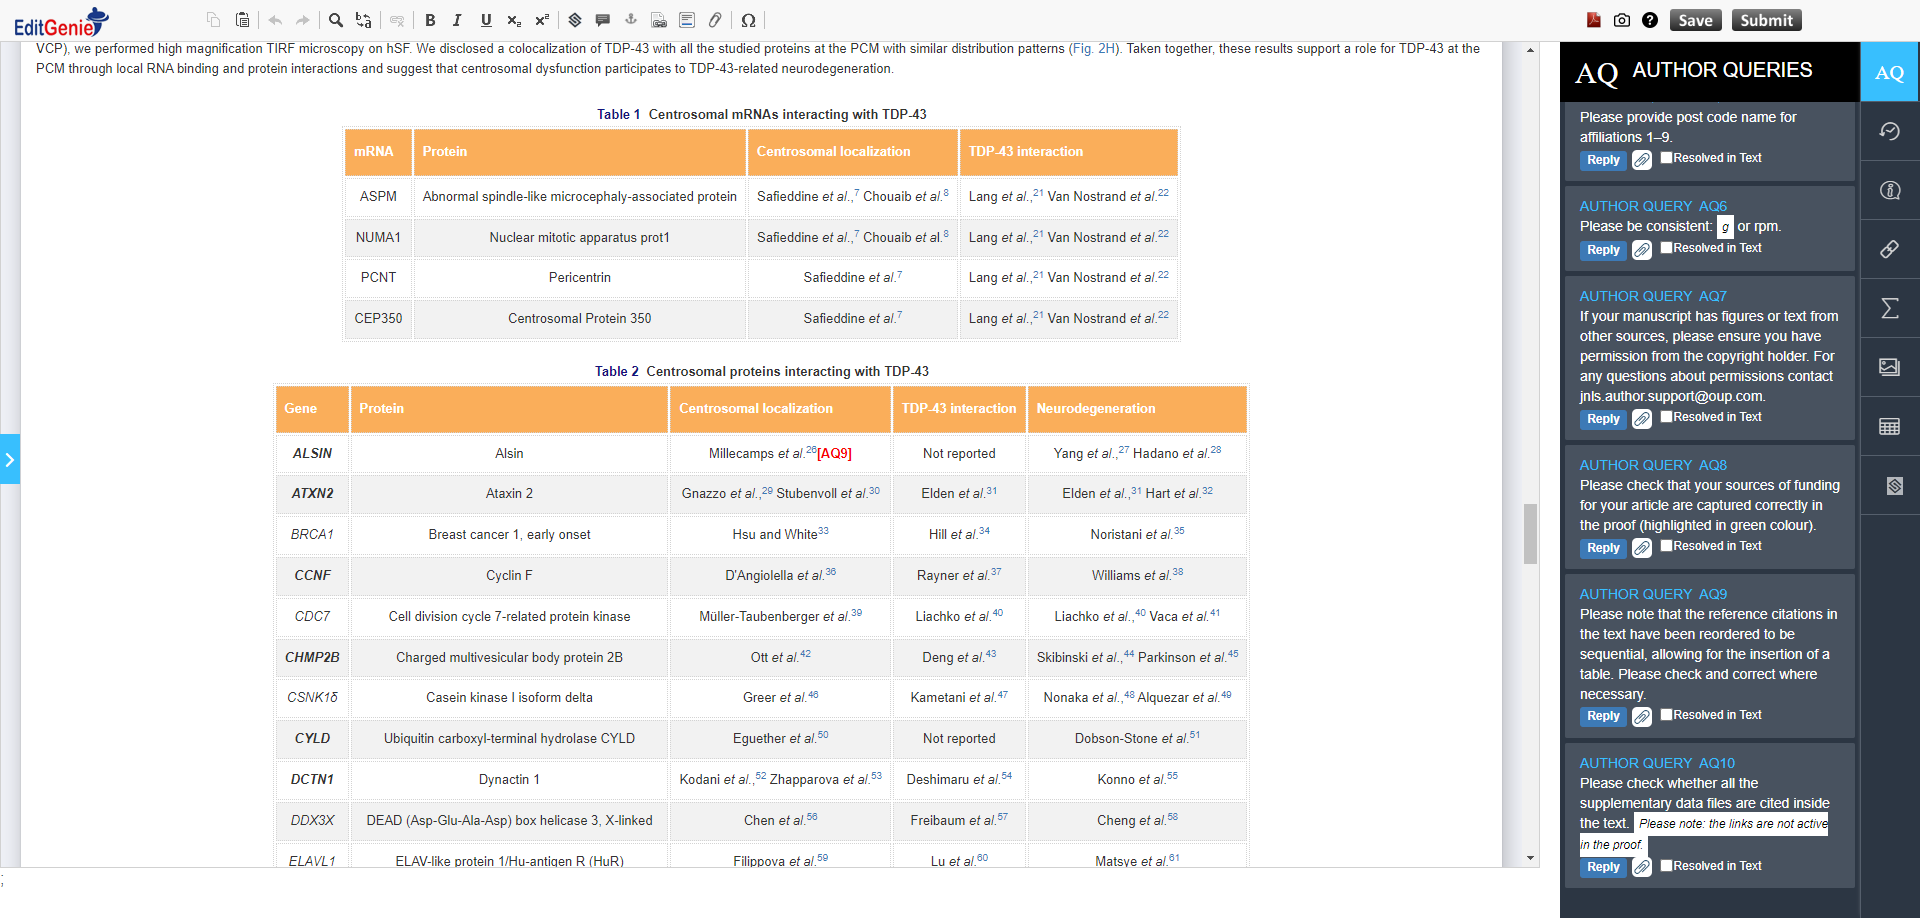 EditGenie
B I U x₂ x² Ω
Save Submit
VCP), we performed high magnification TIRF microscopy on hSF. We disclosed a colocalization of TDP-43 with all the studied proteins at the PCM with similar distribution patterns (Fig. 2H). Taken together, these results support a role for TDP-43 at the
PCM through local RNA binding and protein interactions and suggest that centrosomal dysfunction participates to TDP-43-related neurodegeneration.
Table 1 Centrosomal mRNAs interacting with TDP-43
mRNA Protein Centrosomal localization TDP-43 interaction
ASPM Abnormal spindle-like microcephaly-associated protein Safieddine et al.,7 Chouaib et al.8 Lang et al.,21 Van Nostrand et al.22
NUMA1 Nuclear mitotic apparatus prot1 Safieddine et al.,7 Chouaib et al.8 Lang et al.,21 Van Nostrand et al.22
PCNT Pericentrin Safieddine et al.7 Lang et al.,21 Van Nostrand et al.22
CEP350 Centrosomal Protein 350 Safieddine et al.7 Lang et al.,21 Van Nostrand et al.22
Table 2 Centrosomal proteins interacting with TDP-43
Gene Protein Centrosomal localization TDP-43 interaction Neurodegeneration
ALSIN Alsin Millecamps et al.26[AQ9] Not reported Yang et al.,27 Hadano et al.28
ATXN2 Ataxin 2 Gnazzo et al.,29 Stubenvoll et al.30 Elden et al.31 Elden et al.,31 Hart et al.32
BRCA1 Breast cancer 1, early onset Hsu and White33 Hill et al.34 Noristani et al.35
CCNF Cyclin F D'Angiolella et al.36 Rayner et al.37 Williams et al.38
CDC7 Cell division cycle 7-related protein kinase Müller-Taubenberger et al.39 Liachko et al.40 Liachko et al.,40 Vaca et al.41
CHMP2B Charged multivesicular body protein 2B Ott et al.42 Deng et al.43 Skibinski et al.,44 Parkinson et al.45
CSNK1δ Casein kinase I isoform delta Greer et al.46 Kametani et al.47 Nonaka et al.,48 Alquezar et al.49
CYLD Ubiquitin carboxyl-terminal hydrolase CYLD Eguether et al.50 Not reported Dobson-Stone et al.51
DCTN1 Dynactin 1 Kodani et al.,52 Zhapparova et al.53 Deshimaru et al.54 Konno et al.55
DDX3X DEAD (Asp-Glu-Ala-Asp) box helicase 3, X-linked Chen et al.56 Freibaum et al.57 Cheng et al.58
ELAVL1 ELAV-like protein 1/Hu-antigen R (HuR) Filippova et al.59 Lu et al.60 Matsye et al.61
;
AQ AUTHOR QUERIES
AQ
Please provide post code name for
affiliations 1–9.
Reply Resolved in Text
AUTHOR QUERY AQ6
Please be consistent: g or rpm.
Reply Resolved in Text
AUTHOR QUERY AQ7
If your manuscript has figures or text from
other sources, please ensure you have
permission from the copyright holder. For
any questions about permissions contact
jnls.author.support@oup.com.
Reply Resolved in Text
AUTHOR QUERY AQ8
Please check that your sources of funding
for your article are captured correctly in
the proof (highlighted in green colour).
Reply Resolved in Text
AUTHOR QUERY AQ9
Please note that the reference citations in
the text have been reordered to be
sequential, allowing for the insertion of a
table. Please check and correct where
necessary.
Reply Resolved in Text
AUTHOR QUERY AQ10
Please check whether all the
supplementary data files are cited inside
the text. Please note: the links are not active
in the proof.
Reply Resolved in Text